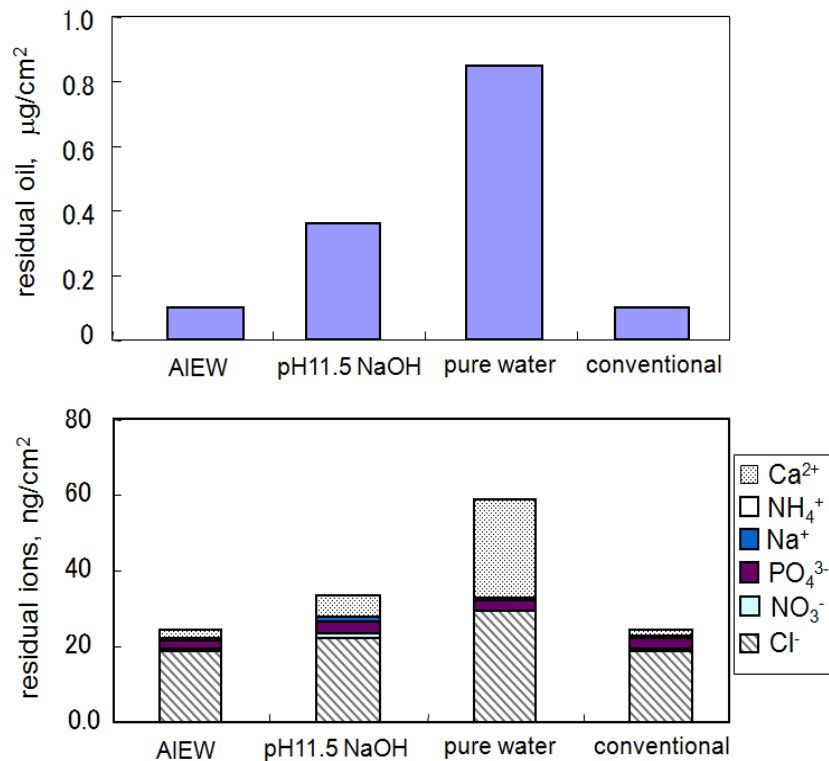 residual oil, μg/cm²
1.0
0.8
0.6
0.4
0.2
0
AlEW pH11.5 NaOH pure water conventional
residual ions, ng/cm²
80
60
40
20
0.0
AlEW pH11.5 NaOH pure water conventional
Ca²⁺
NH₄⁺
Na⁺
PO₄³⁻
NO₃⁻
Cl⁻